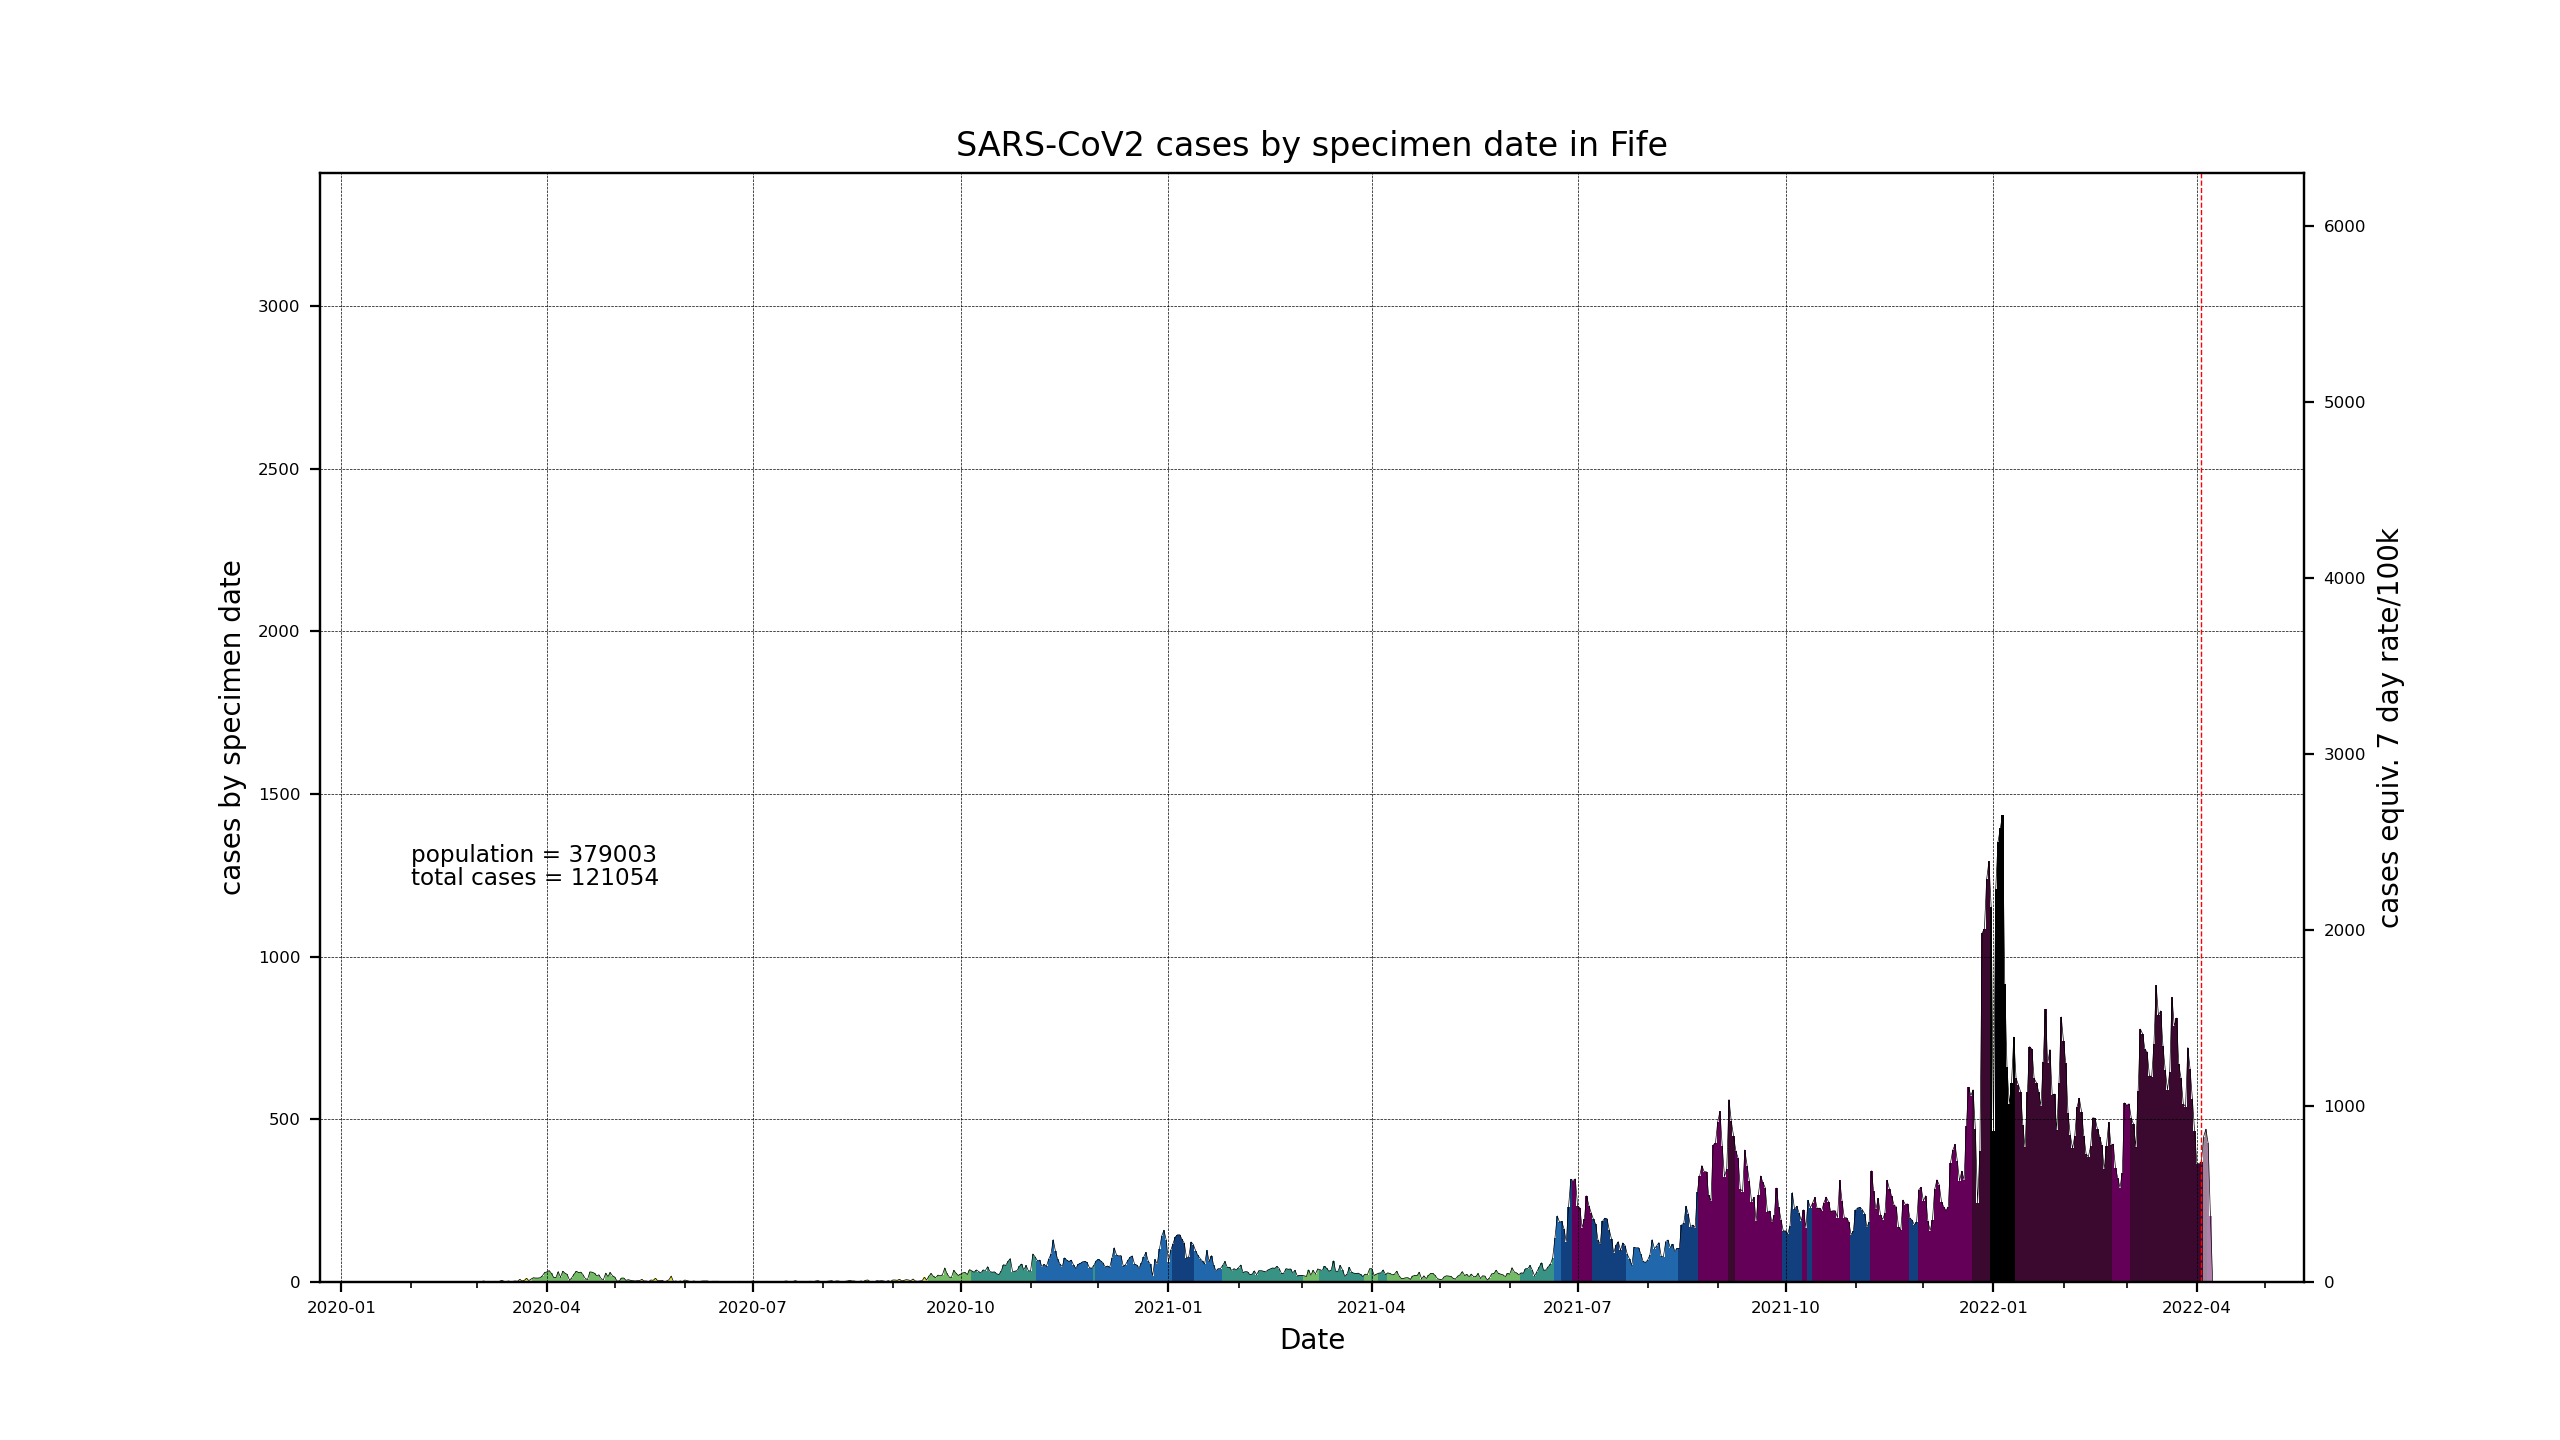 SARS-CoV2 cases by specimen date in Fife
cases by specimen date
3000
2500
2000
1500
1000
500
0
population = 379003
total cases = 121054
6000
5000
4000
3000
2000
1000
0
cases equiv. 7 day rate/100k
2020-01 2020-04 2020-07 2020-10 2021-01 2021-04 2021-07 2021-10 2022-01 2022-04
Date